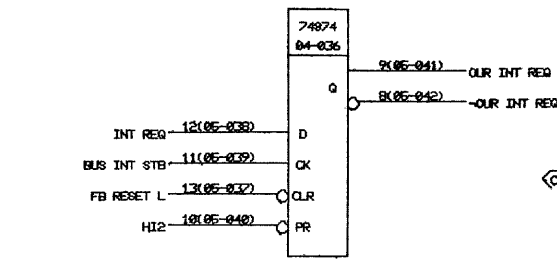 74S74
04-036
9(05-041) OUR INT REQ
Q
8(05-042) ¬OUR INT REQ
INT REQ 12(05-038) D
BUS INT STB 11(05-039) CK
FB RESET L 13(05-037) CLR
HI2 10(05-040) PR